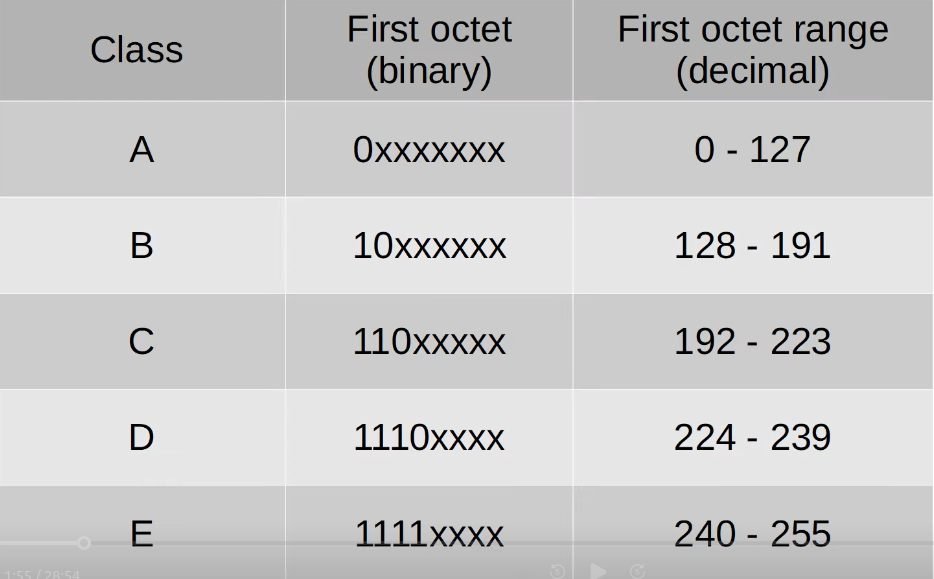 Class First octet (binary) First octet range (decimal)
A 0xxxxxxx 0 - 127
B 10xxxxxx 128 - 191
C 110xxxxx 192 - 223
D 1110xxxx 224 - 239
E 1111xxxx 240 - 255
1:55 / 28:54